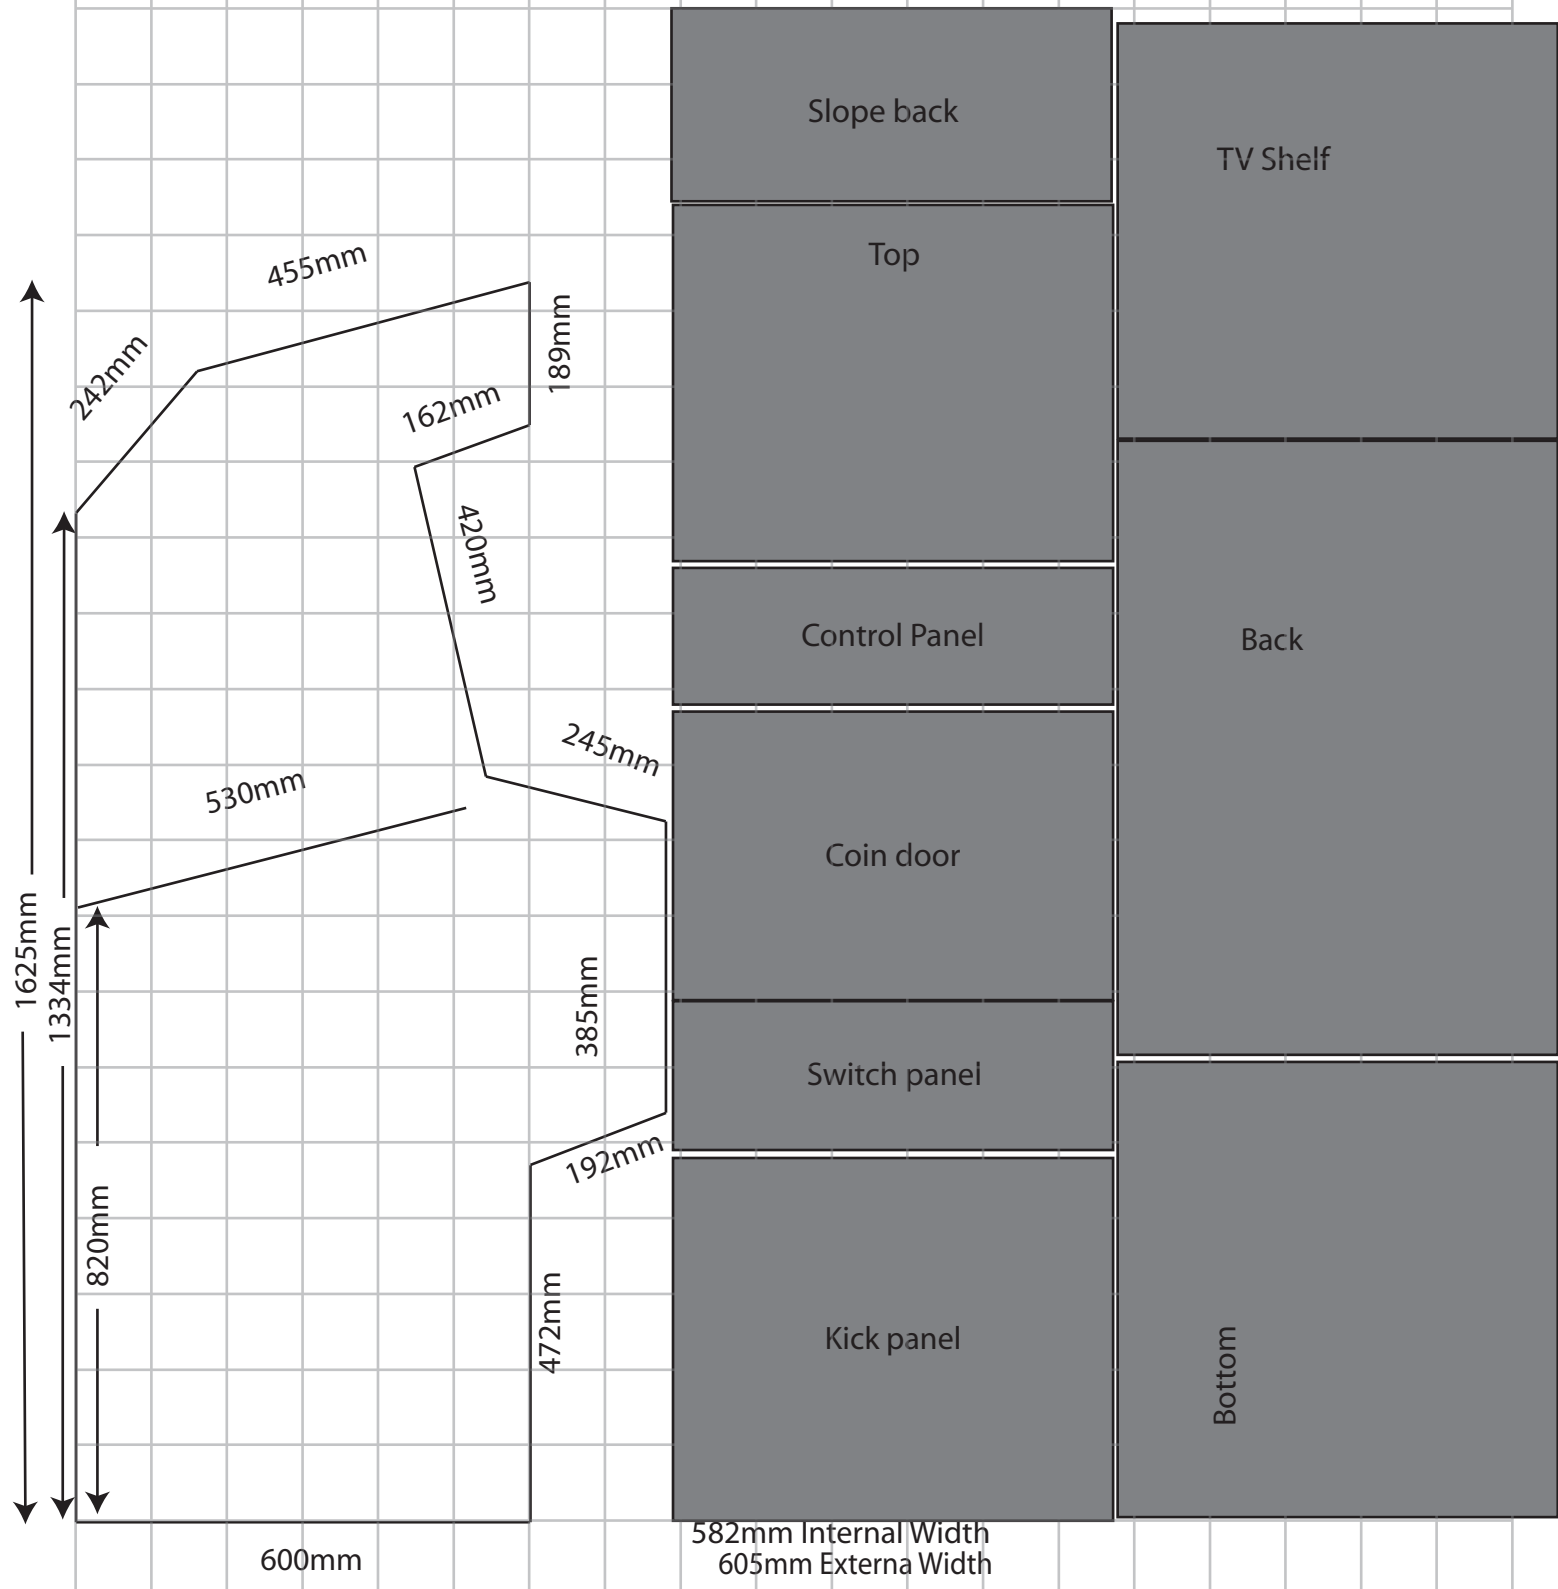 Slope back
TV Shelf
Top
455mm
189mm
242mm
162mm
420mm
Control Panel
Back
245mm
530mm
Coin door
1625mm
1334mm
385mm
Switch panel
192mm
820mm
472mm
Kick panel
Bottom
582mm Internal Width
605mm Externa Width
600mm